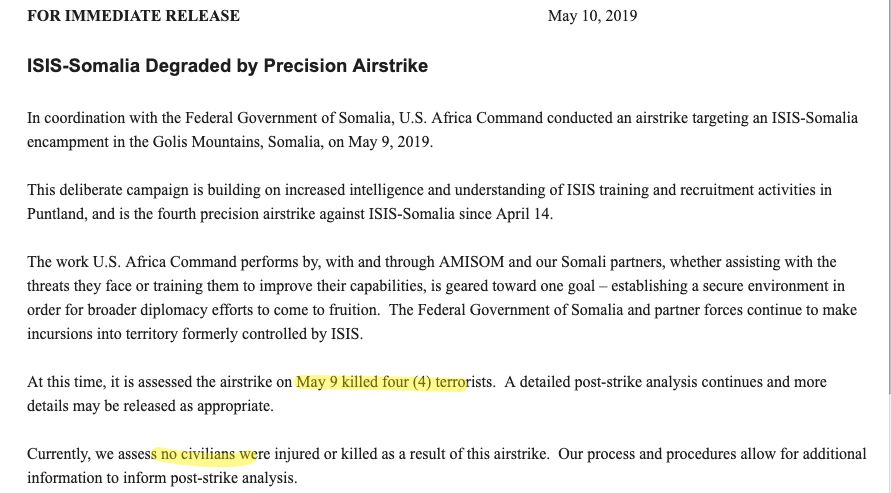 FOR IMMEDIATE RELEASE May 10, 2019
ISIS-Somalia Degraded by Precision Airstrike
In coordination with the Federal Government of Somalia, U.S. Africa Command conducted an airstrike targeting an ISIS-Somalia
encampment in the Golis Mountains, Somalia, on May 9, 2019.
This deliberate campaign is building on increased intelligence and understanding of ISIS training and recruitment activities in
Puntland, and is the fourth precision airstrike against ISIS-Somalia since April 14.
The work U.S. Africa Command performs by, with and through AMISOM and our Somali partners, whether assisting with the
threats they face or training them to improve their capabilities, is geared toward one goal – establishing a secure environment in
order for broader diplomacy efforts to come to fruition.  The Federal Government of Somalia and partner forces continue to make
incursions into territory formerly controlled by ISIS.
At this time, it is assessed the airstrike on May 9 killed four (4) terrorists.  A detailed post-strike analysis continues and more
details may be released as appropriate.
Currently, we assess no civilians were injured or killed as a result of this airstrike.  Our process and procedures allow for additional
information to inform post-strike analysis.